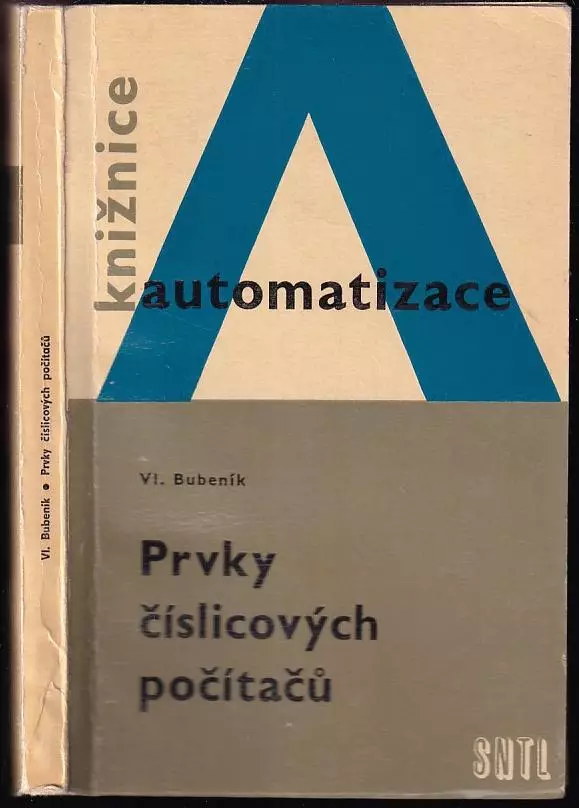 knižnice
automatizace
Vl. Bubeník
Prvky
číslicových
počítačů
SNTL
Vl. Bubeník • Prvky číslicových počítačů